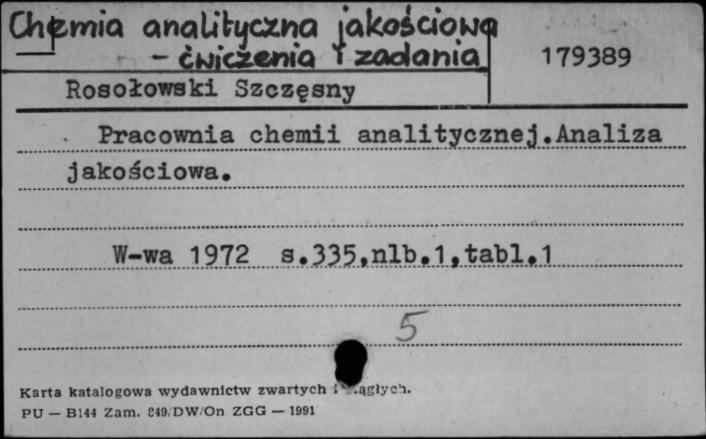 Chemia analityczna jakościowa
- ćwiczenia i zadania
179389
Rosołowski Szczęsny
Pracownia chemii analitycznej.Analiza
jakościowa.
W-wa 1972 s.335,nlb.1,tabl.1
5
Karta katalogowa wydawnictw zwartych i
PU — B144 Zam. 849/DW/On ZGG — 1991